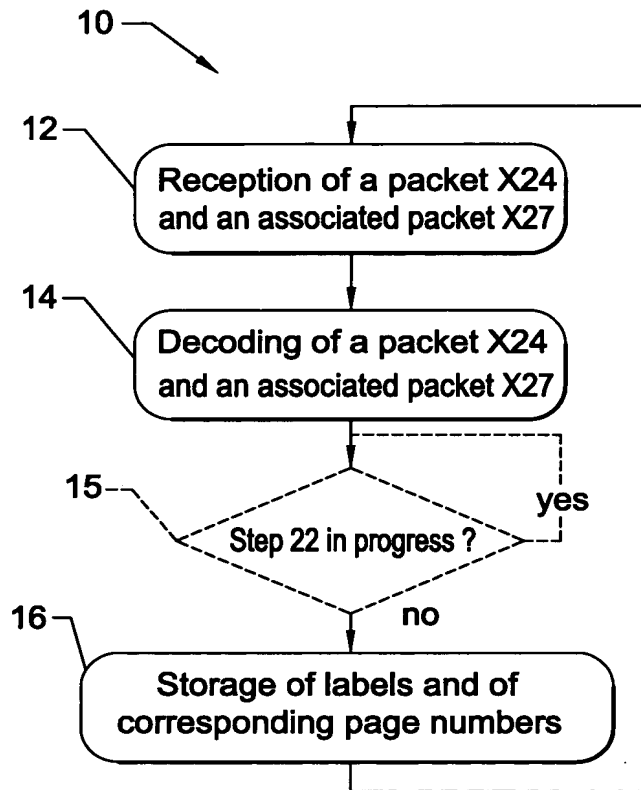 10
12
Reception of a packet X24
and an associated packet X27
14
Decoding of a packet X24
and an associated packet X27
15
yes
Step 22 in progress ?
no
16
Storage of labels and of
corresponding page numbers